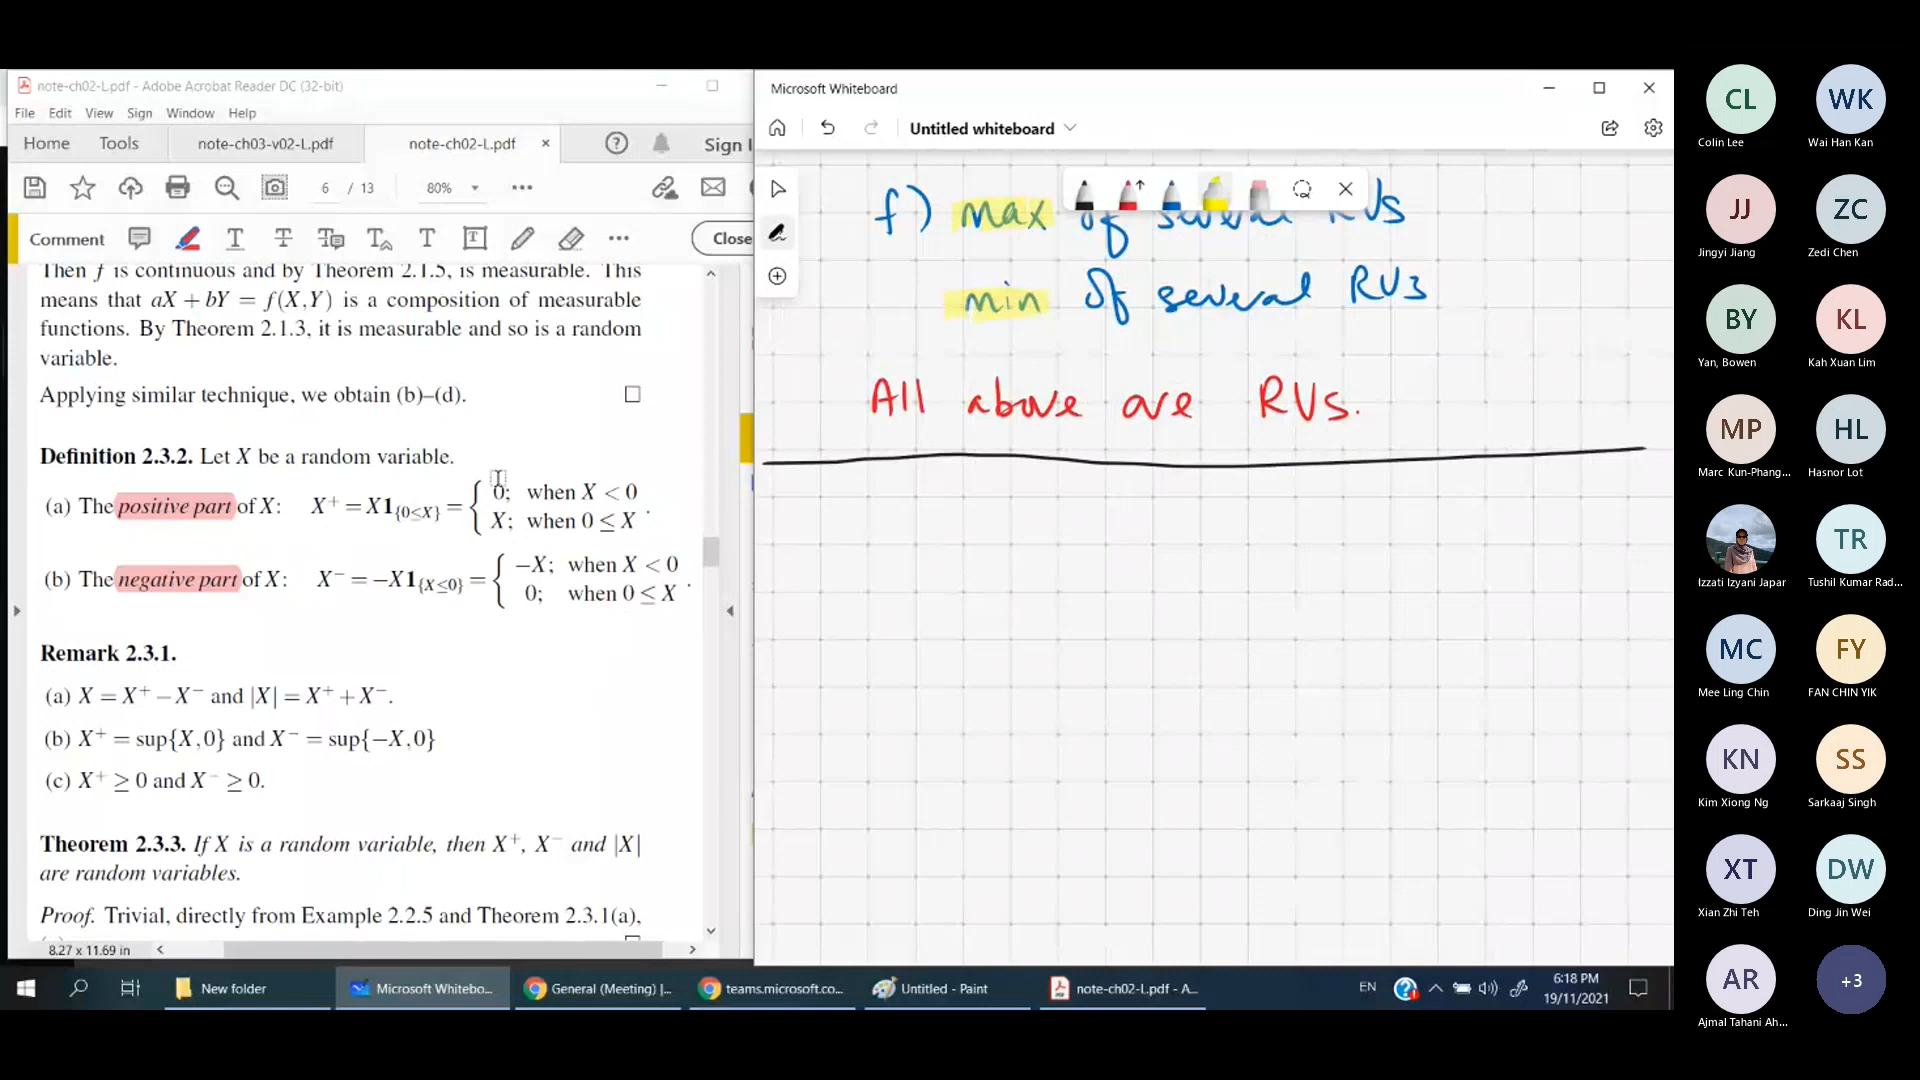 note-ch02-L.pdf - Adobe Acrobat Reader DC (32-bit)
File Edit View Sign Window Help
Home Tools note-ch03-v02-L.pdf note-ch02-L.pdf × Sign I
6 / 13 80%
Comment Close
Then f is continuous and by Theorem 2.1.5, is measurable. This
means that aX + bY = f(X,Y) is a composition of measurable
functions. By Theorem 2.1.3, it is measurable and so is a random
variable.
Applying similar technique, we obtain (b)–(d). □
Definition 2.3.2. Let X be a random variable.
(a) The positive part of X: X⁺ = X1_{0≤X} = { 0; when X < 0
X; when 0 ≤ X .
(b) The negative part of X: X⁻ = −X1_{X≤0} = { −X; when X < 0
0; when 0 ≤ X .
Remark 2.3.1.
(a) X = X⁺ − X⁻ and |X| = X⁺ + X⁻.
(b) X⁺ = sup{X,0} and X⁻ = sup{−X,0}
(c) X⁺ ≥ 0 and X⁻ ≥ 0.
Theorem 2.3.3. If X is a random variable, then X⁺, X⁻ and |X|
are random variables.
Proof. Trivial, directly from Example 2.2.5 and Theorem 2.3.1(a),
8.27 x 11.69 in
Microsoft Whiteboard
Untitled whiteboard
f) max of several RVs
min of several RVs
All above are RVs.
CL WK
Colin Lee Wai Han Kan
JJ ZC
Jingyi Jiang Zedi Chen
BY KL
Yan, Bowen Kah Xuan Lim
MP HL
Marc Kun-Phang... Hasnor Lot
TR
Izzati Izyani Japar Tushil Kumar Rad...
MC FY
Mee Ling Chin FAN CHIN YIK
KN SS
Kim Xiong Ng Sarkaaj Singh
XT DW
Xian Zhi Teh Ding Jin Wei
AR +3
Ajmal Tahani Ah...
New folder Microsoft Whitebo... General (Meeting) |... teams.microsoft.co... Untitled - Paint note-ch02-L.pdf - A...
EN 6:18 PM
19/11/2021